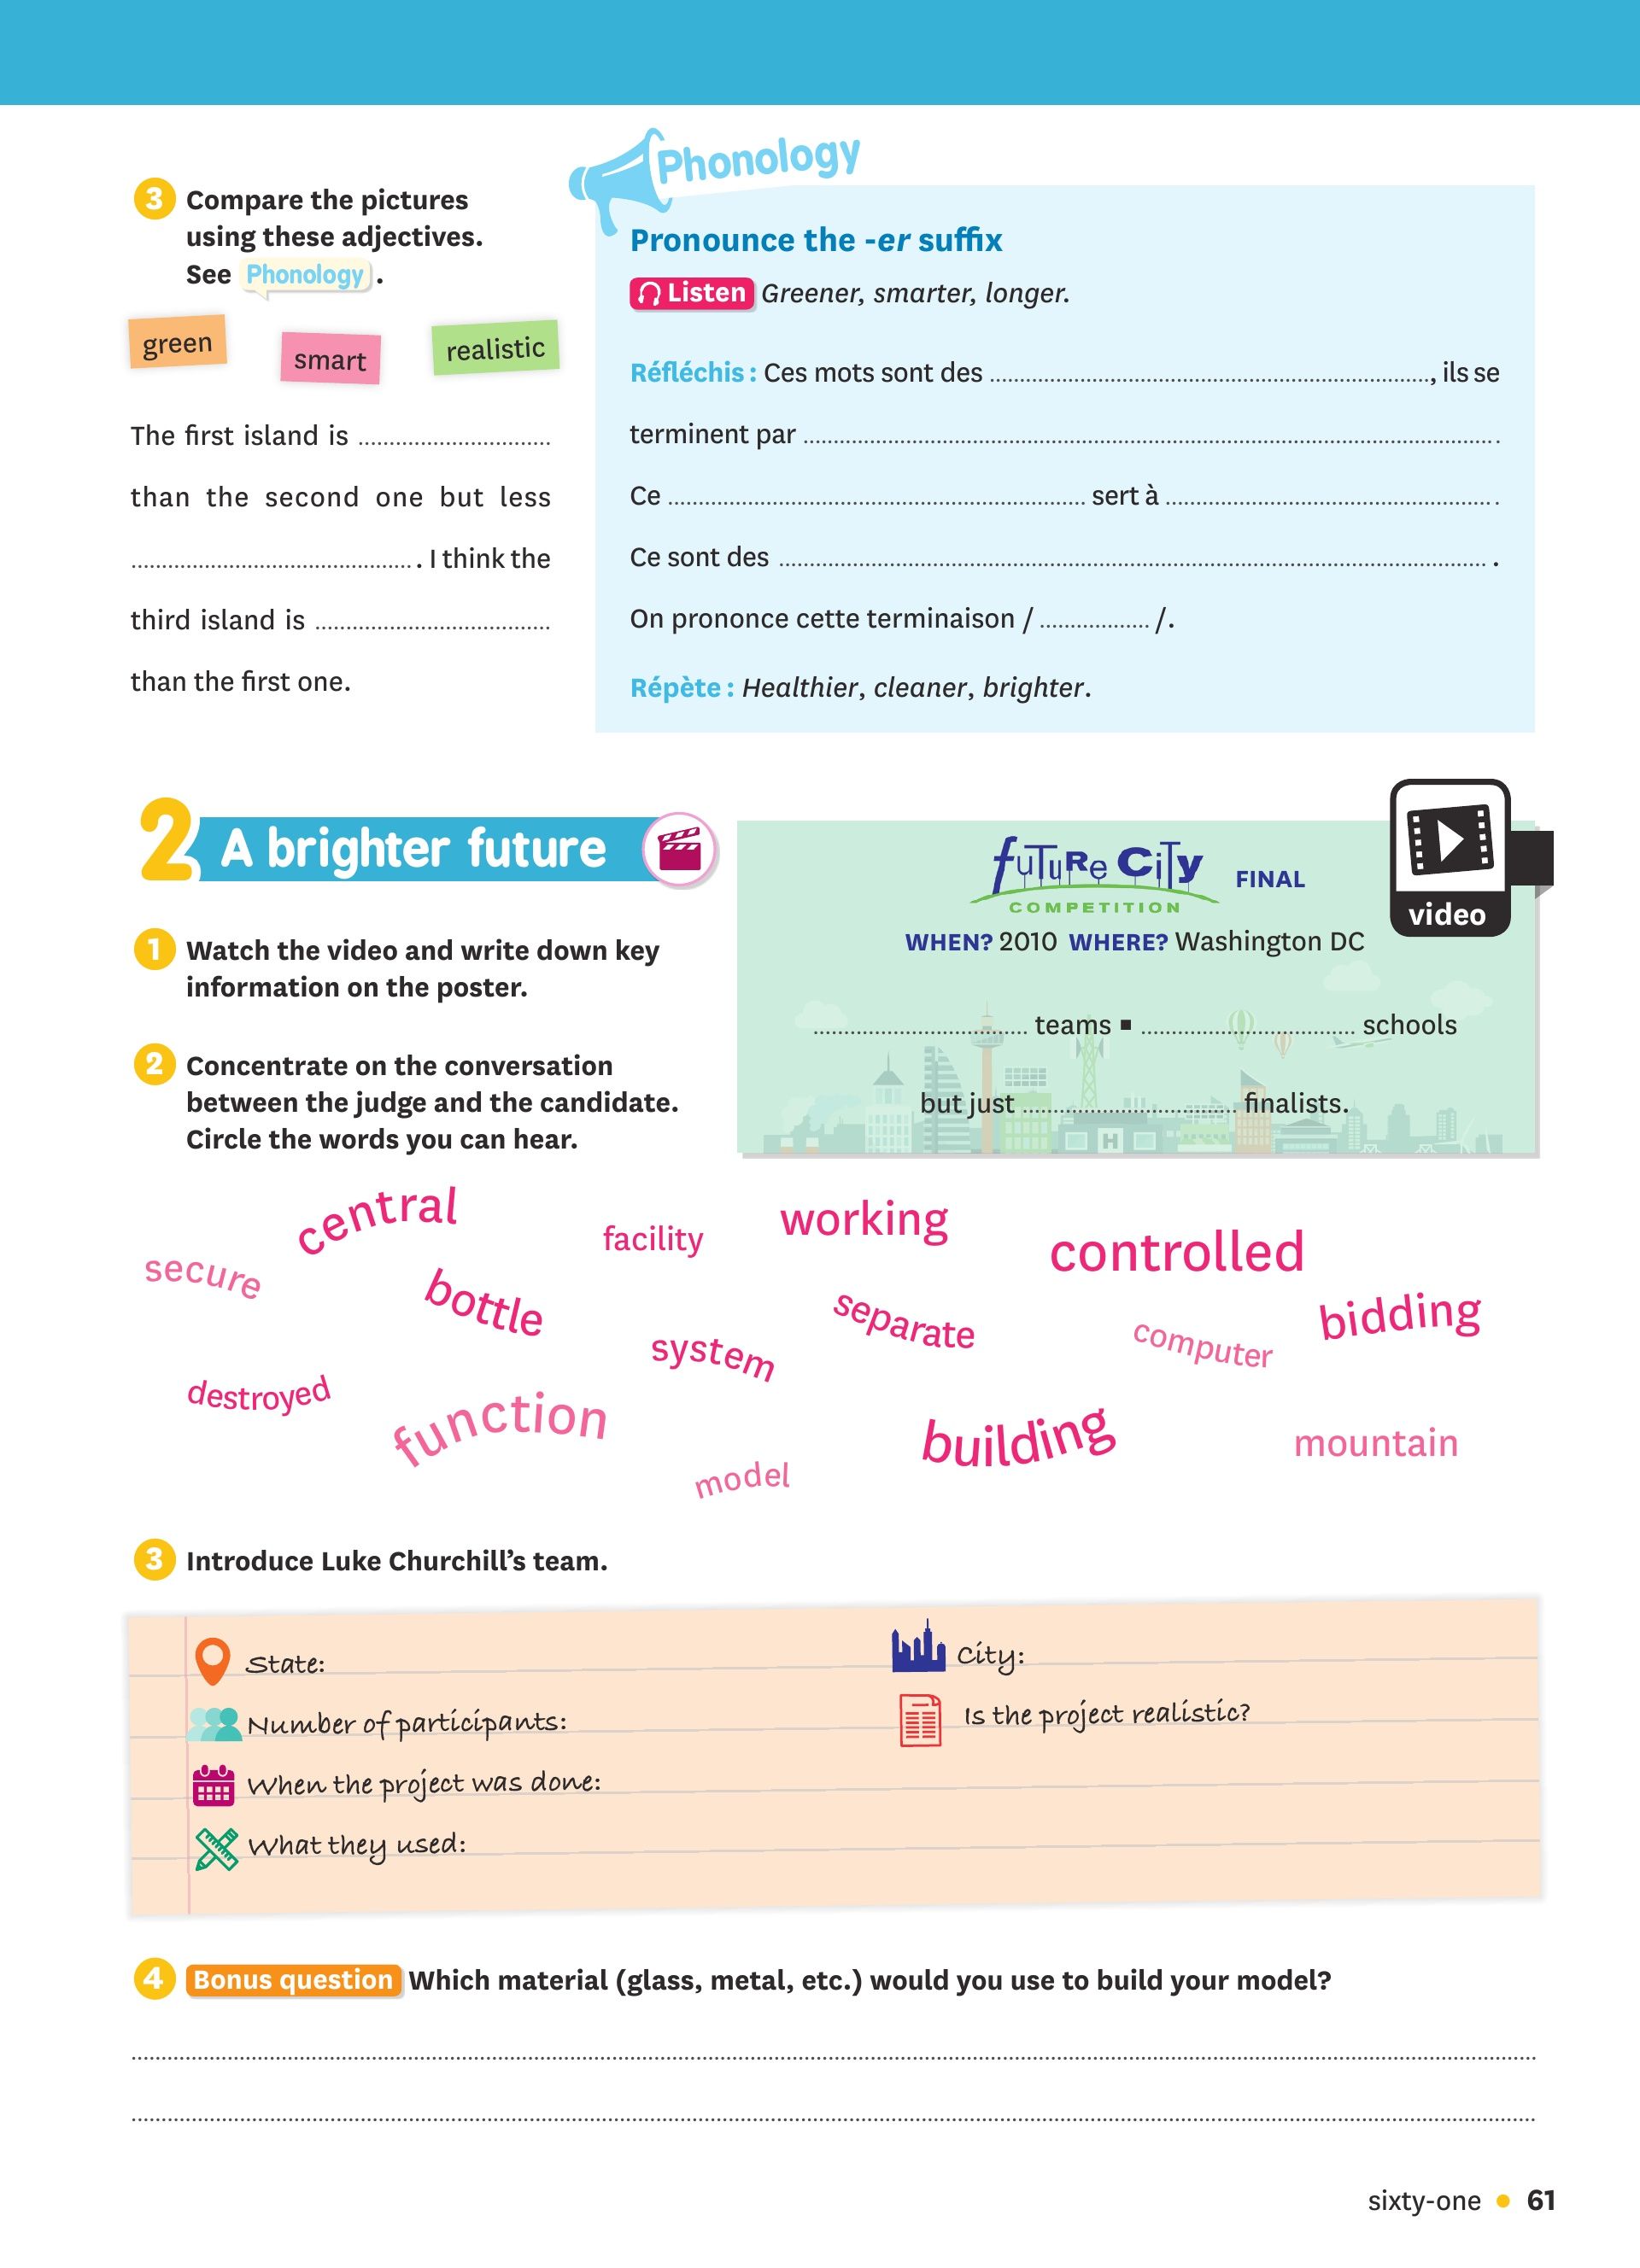 3 Compare the pictures
using these adjectives.
See Phonology .
green
smart
realistic
The first island is ..............................
than the second one but less
.............................. . I think the
third island is ..............................
than the first one.
Phonology
Pronounce the -er suffix
Listen Greener, smarter, longer.
Réfléchis : Ces mots sont des .............................., ils se
terminent par .............................. .
Ce .............................. sert à .............................. .
Ce sont des .............................. .
On prononce cette terminaison / .................. /.
Répète : Healthier, cleaner, brighter.
2 A brighter future
1 Watch the video and write down key
information on the poster.
2 Concentrate on the conversation
between the judge and the candidate.
Circle the words you can hear.
fuTuRe CiTy FINAL
COMPETITION
video
WHEN? 2010 WHERE? Washington DC
.............................. teams ▪ .............................. schools
but just .............................. finalists.
H
central
facility
working
controlled
secure
bottle
separate
bidding
system
computer
destroyed
function
building
mountain
model
3 Introduce Luke Churchill's team.
State:
City:
Number of participants:
Is the project realistic?
When the project was done:
What they used:
4 Bonus question Which material (glass, metal, etc.) would you use to build your model?
..............................
..............................
sixty-one • 61